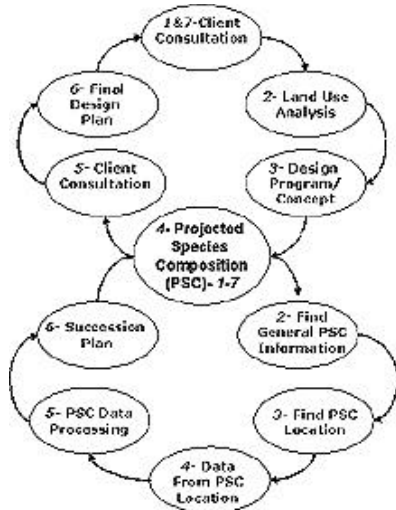 1&7-Client
Consultation
2- Land Use
Analysis
3- Design
Program/
Concept
4- Projected
Species
Composition
(PSC)- 1-7
5- Client
Consultation
6- Final
Design
Plan
2- Find
General PSC
Information
3- Find PSC
Location
4- Data
From PSC
Location
5- PSC Data
Processing
6- Succession
Plan